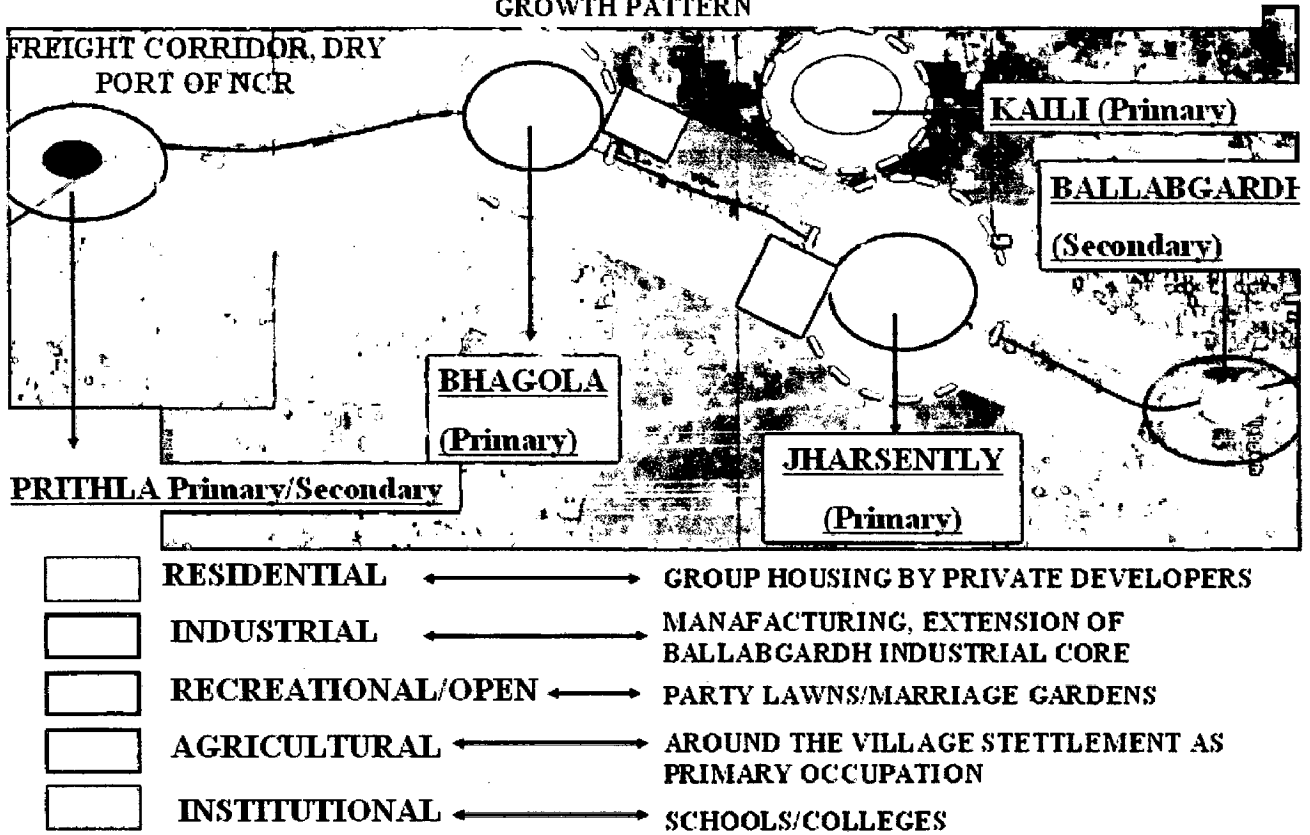 GROWTH PATTERN
FREIGHT CORRIDOR, DRY
PORT OF NCR
KAILI (Primary)
BALLABGARDH
(Secondary)
BHAGOLA
(Primary)
JHARSENTLY
(Primary)
PRITHLA Primary/Secondary
RESIDENTIAL
GROUP HOUSING BY PRIVATE DEVELOPERS
INDUSTRIAL
MANAFACTURING, EXTENSION OF
BALLABGARDH INDUSTRIAL CORE
RECREATIONAL/OPEN
PARTY LAWNS/MARRIAGE GARDENS
AGRICULTURAL
AROUND THE VILLAGE STETTLEMENT AS
PRIMARY OCCUPATION
INSTITUTIONAL
SCHOOLS/COLLEGES